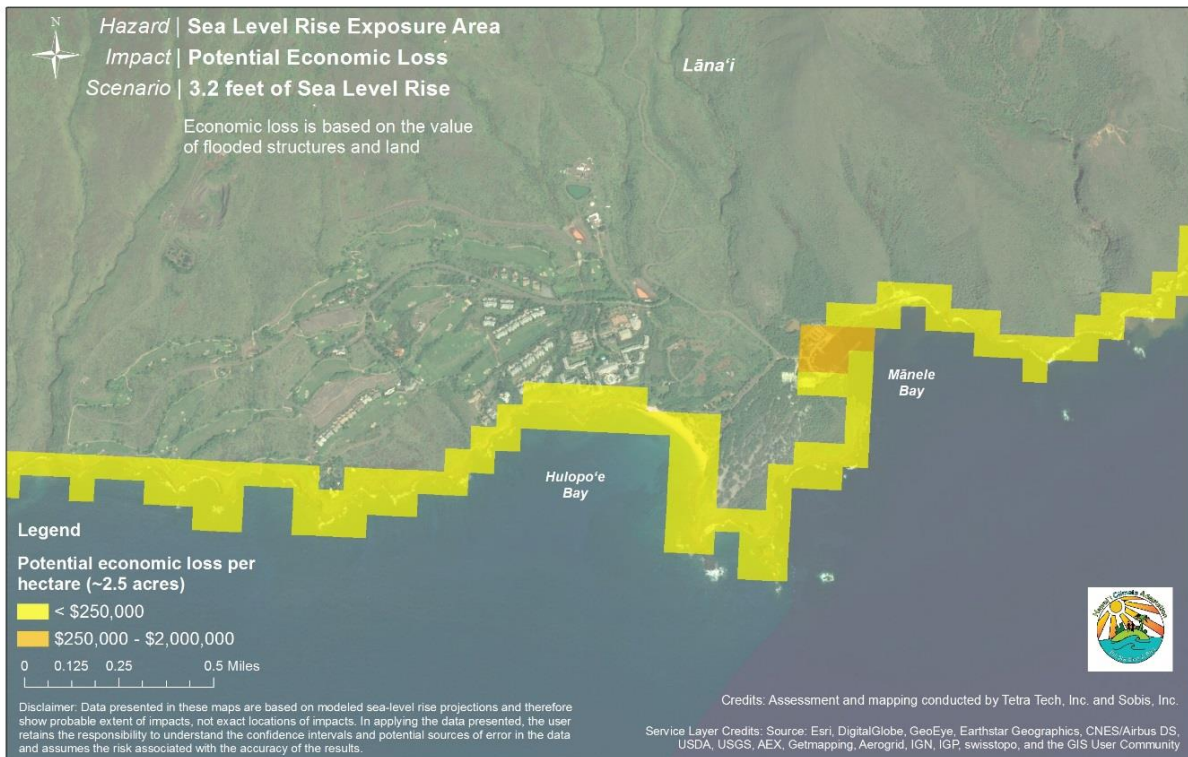 N
Hazard | Sea Level Rise Exposure Area
Impact | Potential Economic Loss
Scenario | 3.2 feet of Sea Level Rise
Economic loss is based on the value
of flooded structures and land
Lānaʻi
Mānele
Bay
Hulopoʻe
Bay
Legend
Potential economic loss per
hectare (~2.5 acres)
< $250,000
$250,000 - $2,000,000
0 0.125 0.25 0.5 Miles
Disclaimer: Data presented in these maps are based on modeled sea-level rise projections and therefore
show probable extent of impacts, not exact locations of impacts. In applying the data presented, the user
retains the responsibility to understand the confidence intervals and potential sources of error in the data
and assumes the risk associated with the accuracy of the results.
Hawaiʻi Climate Adaptation
Credits: Assessment and mapping conducted by Tetra Tech, Inc. and Sobis, Inc.
Service Layer Credits: Source: Esri, DigitalGlobe, GeoEye, Earthstar Geographics, CNES/Airbus DS,
USDA, USGS, AEX, Getmapping, Aerogrid, IGN, IGP, swisstopo, and the GIS User Community